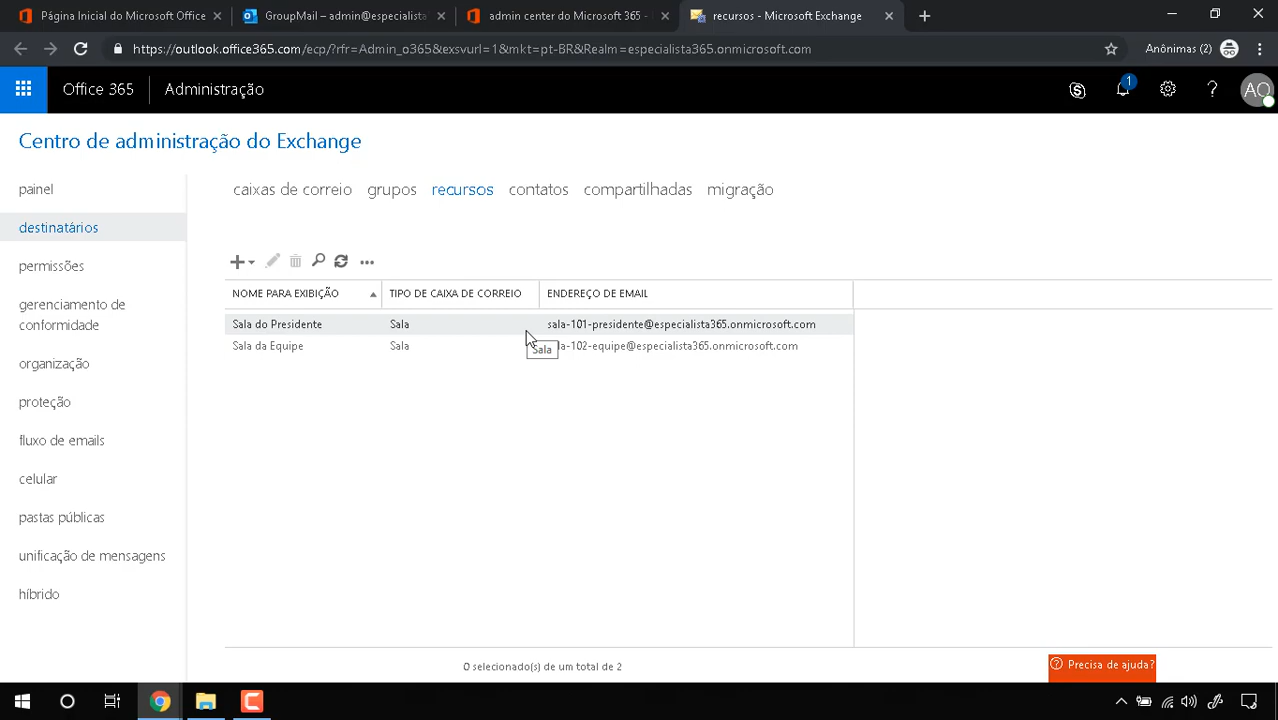 Página Inicial do Microsoft Office
GroupMail – admin@especialista
admin center do Microsoft 365 -
recursos - Microsoft Exchange
https://outlook.office365.com/ecp/?rfr=Admin_o365&exsvurl=1&mkt=pt-BR&Realm=especialista365.onmicrosoft.com
Anônimas (2)
Office 365
Administração
1
AO
Centro de administração do Exchange
painel
destinatários
permissões
gerenciamento de
conformidade
organização
proteção
fluxo de emails
celular
pastas públicas
unificação de mensagens
híbrido
caixas de correio grupos recursos contatos compartilhadas migração
NOME PARA EXIBIÇÃO TIPO DE CAIXA DE CORREIO ENDEREÇO DE EMAIL
Sala do Presidente Sala sala-101-presidente@especialista365.onmicrosoft.com
Sala da Equipe Sala la-102-equipe@especialista365.onmicrosoft.com
Sala
0 selecionado(s) de um total de 2
Precisa de ajuda?